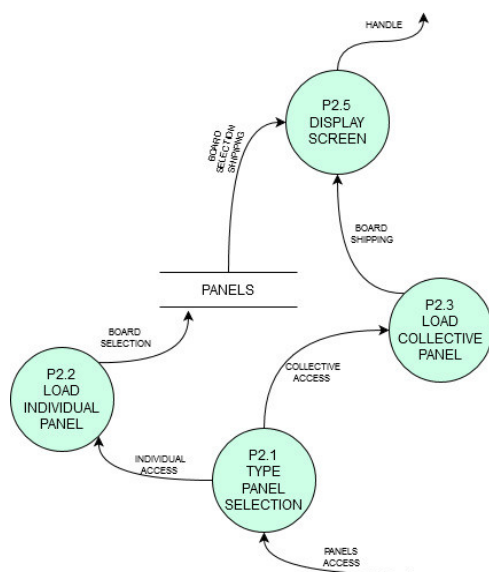 HANDLE
P2.5
DISPLAY
SCREEN
BOARD
SELECTION
SHIPIPNG
BOARD
SHIPPING
PANELS
P2.3
LOAD
COLLECTIVE
PANEL
BOARD
SELECTION
P2.2
LOAD
INDIVIDUAL
PANEL
COLLECTIVE
ACCESS
INDIVIDUAL
ACCESS
P2.1
TYPE
PANEL
SELECTION
PANELS
ACCESS